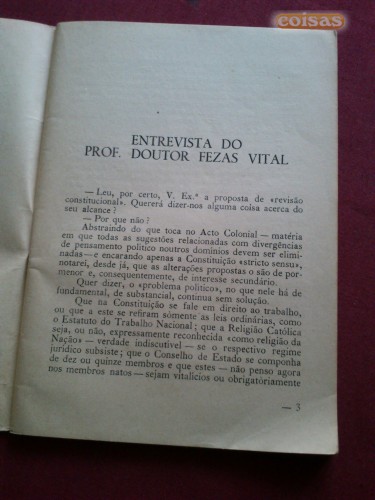 coisas
ENTREVISTA DO
PROF. DOUTOR FEZAS VITAL
— Leu, por certo, V. Ex.ª a proposta de «revisão
constitucional». Quererá dizer-nos alguma coisa acerca do
seu alcance?
— Por que não?
Abstraindo do que toca no Acto Colonial — matéria
em que todas as sugestões relacionadas com divergências
de pensamento político noutros domínios devem ser elimi-
nadas — e encarando apenas a Constituição «stricto sensu»,
notarei, desde já, que as alterações propostas o são de por-
menor e, consequentemente, de interesse secundário.
Quer dizer, o «problema político», no que nele há de
fundamental, de substancial, continua sem solução.
Que na Constituição se fale em direito ao trabalho,
ou que a este se refiram sòmente as leis ordinárias, como
o Estatuto do Trabalho Nacional; que a Religião Católica
seja, ou não, expressamente reconhecida «como religião da
Nação» — verdade indiscutível — se o respectivo regime
jurídico subsiste; que o Conselho de Estado se componha
de dez ou quinze membros e que estes — não penso agora
nos membros natos — sejam vitalícios ou obrigatòriamente
— 3